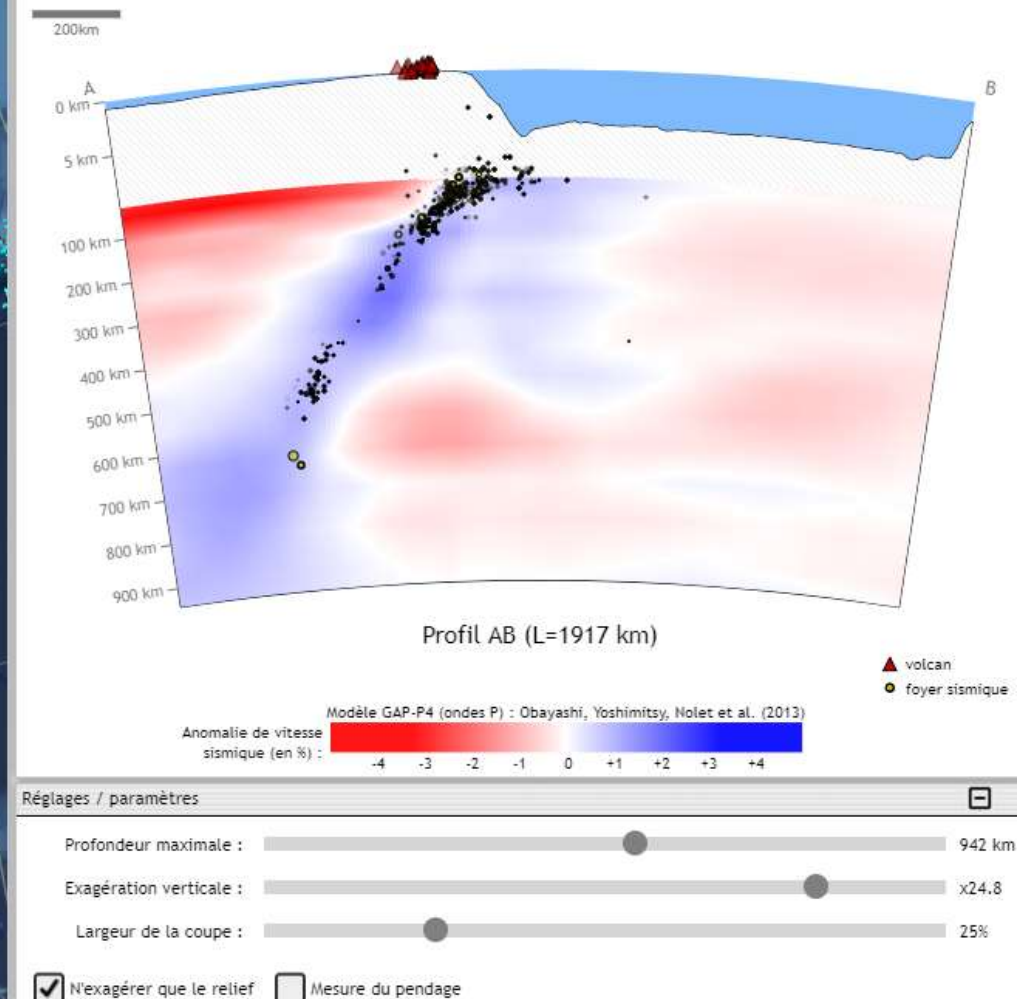 200km
A
B
0 km
5 km
100 km
200 km
300 km
400 km
500 km
600 km
700 km
800 km
900 km
Profil AB (L=1917 km)
volcan
foyer sismique
Modèle GAP-P4 (ondes P) : Obayashi, Yoshimitsy, Nolet et al. (2013)
Anomalie de vitesse
sismique (en %) :
-4 -3 -2 -1 0 +1 +2 +3 +4
Réglages / paramètres
Profondeur maximale : 942 km
Exagération verticale : x24.8
Largeur de la coupe : 25%
N'exagérer que le relief Mesure du pendage